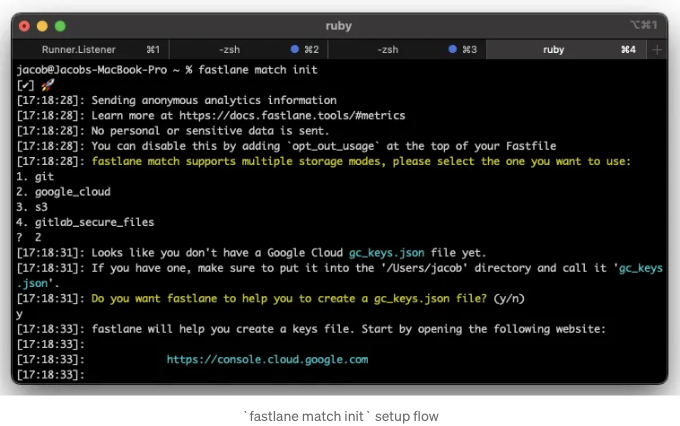 ruby
⌥⌘1
Runner.Listener ⌘1
-zsh ⌘2
-zsh ⌘3
ruby ⌘4
jacob@Jacobs-MacBook-Pro ~ % fastlane match init
[✔] 🚀
[17:18:28]: Sending anonymous analytics information
[17:18:28]: Learn more at https://docs.fastlane.tools/#metrics
[17:18:28]: No personal or sensitive data is sent.
[17:18:28]: You can disable this by adding `opt_out_usage` at the top of your Fastfile
[17:18:28]: fastlane match supports multiple storage modes, please select the one you want to use:
1. git
2. google_cloud
3. s3
4. gitlab_secure_files
?  2
[17:18:31]: Looks like you don't have a Google Cloud gc_keys.json file yet.
[17:18:31]: If you have one, make sure to put it into the '/Users/jacob' directory and call it 'gc_keys
.json'.
[17:18:31]: Do you want fastlane to help you to create a gc_keys.json file? (y/n)
y
[17:18:33]: fastlane will help you create a keys file. Start by opening the following website:
[17:18:33]:
[17:18:33]: https://console.cloud.google.com
[17:18:33]:
`fastlane match init` setup flow